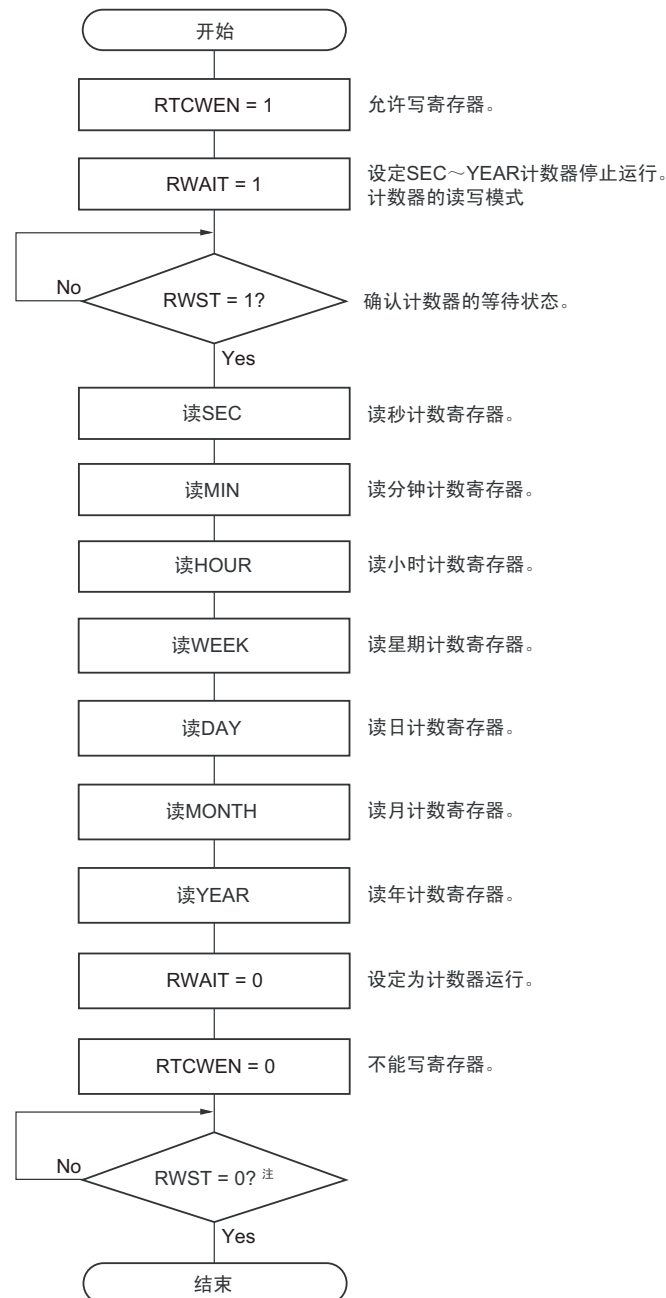 开始
RTCWEN = 1
允许写寄存器。
RWAIT = 1
设定SEC～YEAR计数器停止运行。
计数器的读写模式
No
RWST = 1?
确认计数器的等待状态。
Yes
读SEC
读秒计数寄存器。
读MIN
读分钟计数寄存器。
读HOUR
读小时计数寄存器。
读WEEK
读星期计数寄存器。
读DAY
读日计数寄存器。
读MONTH
读月计数寄存器。
读YEAR
读年计数寄存器。
RWAIT = 0
设定为计数器运行。
RTCWEN = 0
不能写寄存器。
No
RWST = 0? 注
Yes
结束